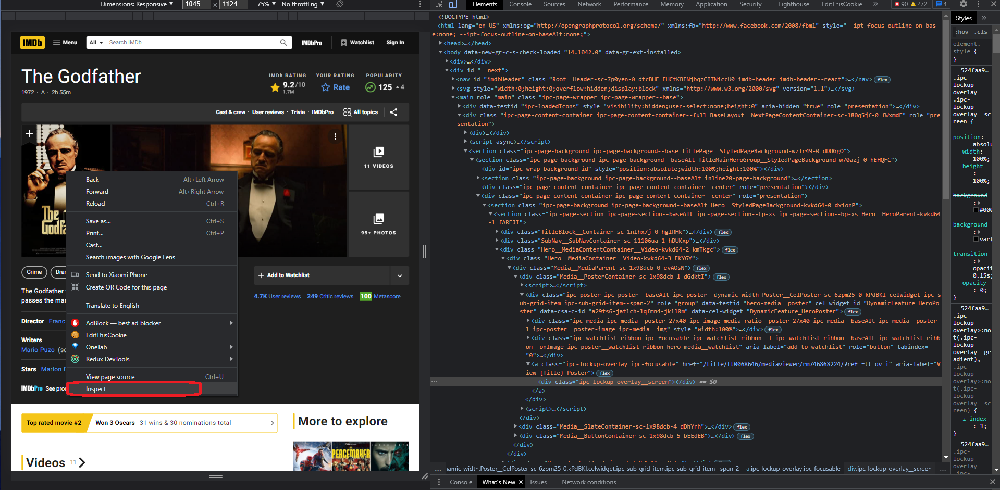 Dimensions: Responsive ▼ 1045 × 1124 75% ▼ No throttling ▼
IMDb Menu All Search IMDb IMDbPro Watchlist Sign In
The Godfather
1972 · A · 2h 55m
IMDb RATING YOUR RATING POPULARITY
9.2/10 Rate 125 4
1.7M
Cast & crew · User reviews · Trivia · IMDbPro All topics
11 VIDEOS
99+ PHOTOS
The
Godf
Back Alt+Left Arrow
Forward Alt+Right Arrow
Reload Ctrl+R
Save as... Ctrl+S
Print... Ctrl+P
Cast...
Search images with Google Lens
Send to Xiaomi Phone
Create QR Code for this page
Translate to English
AdBlock — best ad blocker
EditThisCookie
OneTab
Redux DevTools
View page source Ctrl+U
Inspect
Crime Drar
+ Add to Watchlist
The Godfather
passes the mar
4.7K User reviews 249 Critic reviews 100 Metascore
Director Franc
Writers
Mario Puzo (sc
Stars Marlon B
IMDbPro See proc
Top rated movie #2 Won 3 Oscars 31 wins & 30 nominations total
More to explore
Videos 11
PEACEMAKER
Elements Console Sources Network Performance Memory Application Security Lighthouse EditThisCookie » 90 272 4
<!DOCTYPE html>
<html lang="en-US" xmlns:og="http://opengraphprotocol.org/schema/" xmlns:fb="http://www.facebook.com/2008/fbml" style="--ipt-focus-outline-on-bas
e:none; --ipt-focus-outline-on-baseAlt:none;">
<head>…</head>
<body data-new-gr-c-s-check-loaded="14.1042.0" data-gr-ext-installed>
<div>…</div>
<div id="__next">
<nav id="imdbHeader" class="Root__Header-sc-7p0yen-0 dtcBHE FHCtKBINjbqzCITNiccU0 imdb-header imdb-header--react">…</nav> flex
<svg style="width:0;height:0;overflow:hidden;display:block" xmlns="http://www.w3.org/2000/svg" version="1.1">…</svg>
<main role="main" class="ipc-page-wrapper ipc-page-wrapper--base">
<div data-testid="ipc-loadedIcons" style="visibility:hidden;user-select:none;height:0" aria-hidden="true" role="presentation">…</div>
<div class="ipc-page-content-container ipc-page-content-container--full BaseLayout__NextPageContentContainer-sc-180q5jf-0 fWxmdE" role="pre
sentation">
<div>…</div>
<script async>…</script>
<section class="ipc-page-background ipc-page-background--base TitlePage__StyledPageBackground-wzlr49-0 dDUGgO">
<section class="ipc-page-background ipc-page-background--baseAlt TitleMainHeroGroup__StyledPageBackground-w70azj-0 hEHQFC">
<div id="ipc-wrap-background-id" style="position:absolute;width:100%;height:100%"></div>
<section class="ipc-page-background ipc-page-background--baseAlt inline20-page-background">…</section>
<div class="ipc-page-content-container ipc-page-content-container--center" role="presentation"></div>
<div class="ipc-page-content-container ipc-page-content-container--center" role="presentation">
<section class="ipc-page-background ipc-page-background--baseAlt Hero__StyledPageBackground-kvkd64-0 dxionP">
<section class="ipc-page-section ipc-page-section--baseAlt ipc-page-section--tp-xs ipc-page-section--bp-xs Hero__HeroParent-kvkd64
-1 fARFJI">
<div class="TitleBlock__Container-sc-1nlhx7j-0 hglRHk">…</div> flex
<div class="SubNav__SubNavContainer-sc-11106ua-1 hDUKxp">…</div>
<div class="Hero__MediaContentContainer__Video-kvkd64-2 kmTkgc"> flex
<div class="Hero__MediaContainer__Video-kvkd64-3 FKYGY">
<div class="Media__MediaParent-sc-1x98dcb-0 evAOsN"> flex
<div class="Media__PosterContainer-sc-1x98dcb-1 dGdktI"> flex
<script>…</script>
<div class="ipc-poster ipc-poster--baseAlt ipc-poster--dynamic-width Poster__CelPoster-sc-6zpm25-0 kPdBKI celwidget ipc-s
ub-grid-item ipc-sub-grid-item--span-2" role="group" data-testid="hero-media__poster" cel_widget_id="DynamicFeature_HeroPo
ster" data-csa-c-id="a29ts6-jatlch-lqfmn4-jk110m" data-cel-widget="DynamicFeature_HeroPoster"> flex
<div class="ipc-media ipc-media--poster-27x40 ipc-image-media-ratio--poster-27x40 ipc-media--baseAlt ipc-media--poster-
l ipc-poster__poster-image ipc-media__img" style="width:100%">…</div> flex
<div class="ipc-watchlist-ribbon ipc-focusable ipc-watchlist-ribbon--l ipc-watchlist-ribbon--baseAlt ipc-watchlist-ribb
on--onImage ipc-poster__watchlist-ribbon hero-media__watchlist" aria-label="add to watchlist" role="button" tabindex=
"0">…</div>
<a class="ipc-lockup-overlay ipc-focusable" href="/title/tt0068646/mediaviewer/rm746868224/?ref_=tt_ov_i" aria-label="V
iew {Title} Poster"> flex
<div class="ipc-lockup-overlay__screen"></div> == $0
</a>
</div>
<script>…</script>
</div>
<div class="Media__SlateContainer-sc-1x98dcb-4 dDhYrh">…</div> flex
<div class="Media__ButtonContainer-sc-1x98dcb-5 bEEdEB">…</div> flex
</div>
</div>
... namic-width.Poster__CelPoster-sc-6zpm25-0.kPdBKI.celwidget.ipc-sub-grid-item.ipc-sub-grid-item--span-2 a.ipc-lockup-overlay.ipc-focusable div.ipc-lockup-overlay__screen ...
Console What's New × Issues Network conditions
Styles »
:hov .cls
element.
style {
}
524faa9…
.ipc-
lockup-
overlay
.ipc-
lockup-
overlay__sc
reen {
position:
absolu
width:
100%;
height
:
100%;
background
:
#000
background
:
var(
transition
:
opacit
0.15s;
opacity
: 0;
}
524faa9…
.ipc-
lockup-
overlay>:no
t(.ipc-
lockup-
overlay__gr
adient),
.ipc-
lockup-
overlay>:no
t(.ipc-
lockup-
overlay__sc
reen) {
z-index
: 1;
}
524faa9…
.ipc-
lockup-
overlay